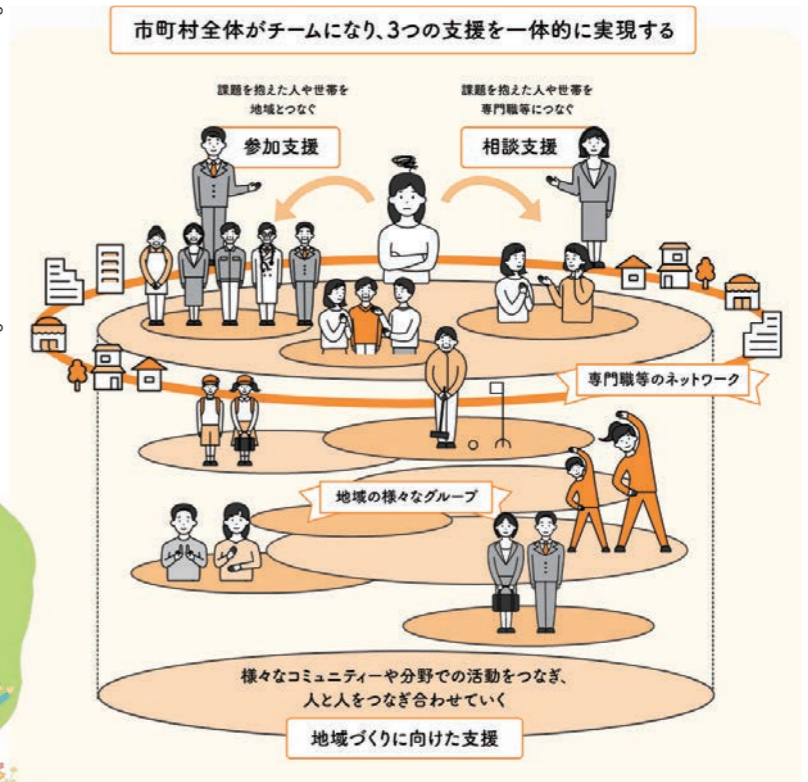 市町村全体がチームになり、3つの支援を一体的に実現する
課題を抱えた人や世帯を
地域とつなぐ
参加支援
課題を抱えた人や世帯を
専門職等につなぐ
相談支援
専門職等のネットワーク
地域の様々なグループ
様々なコミュニティーや分野での活動をつなぎ、
人と人をつなぎ合わせていく
地域づくりに向けた支援